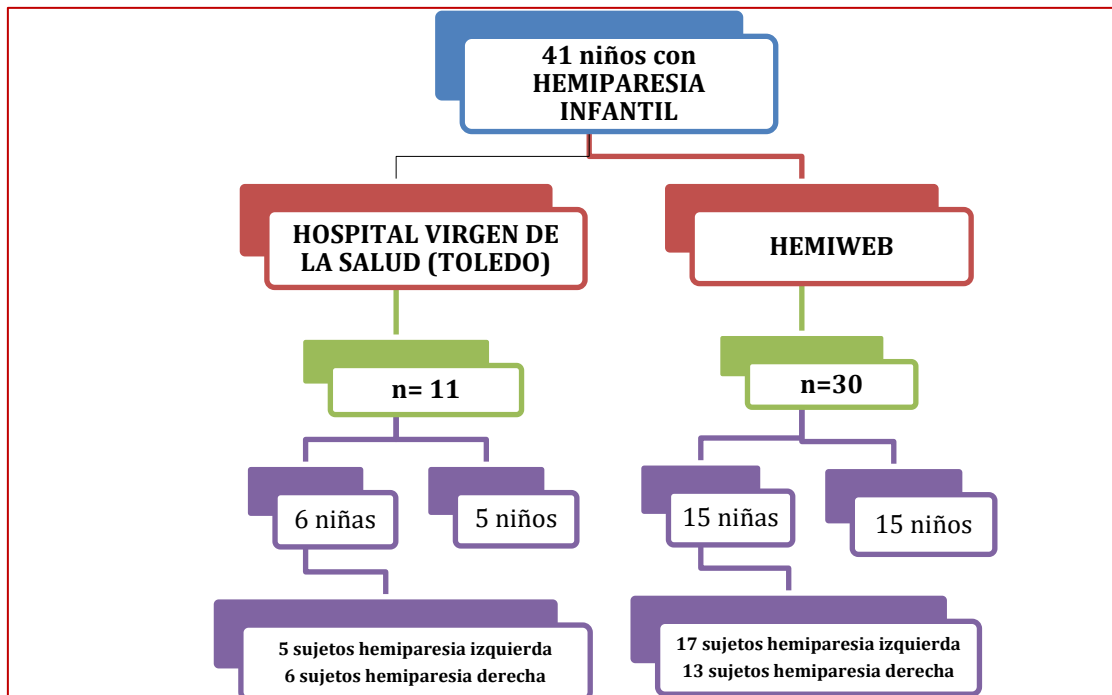 41 niños con
HEMIPARESIA
INFANTIL
HOSPITAL VIRGEN DE
LA SALUD (TOLEDO)
HEMIWEB
n= 11
n=30
6 niñas
5 niños
15 niñas
15 niños
5 sujetos hemiparesia izquierda
6 sujetos hemiparesia derecha
17 sujetos hemiparesia izquierda
13 sujetos hemiparesia derecha